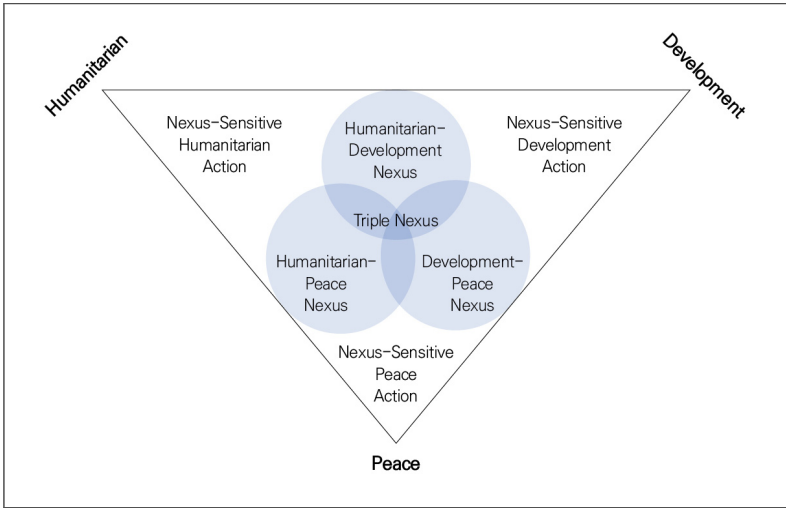 Humanitarian
Development
Nexus-Sensitive
Humanitarian
Action
Humanitarian-
Development
Nexus
Nexus-Sensitive
Development
Action
Triple Nexus
Humanitarian-
Peace
Nexus
Development-
Peace
Nexus
Nexus-Sensitive
Peace
Action
Peace